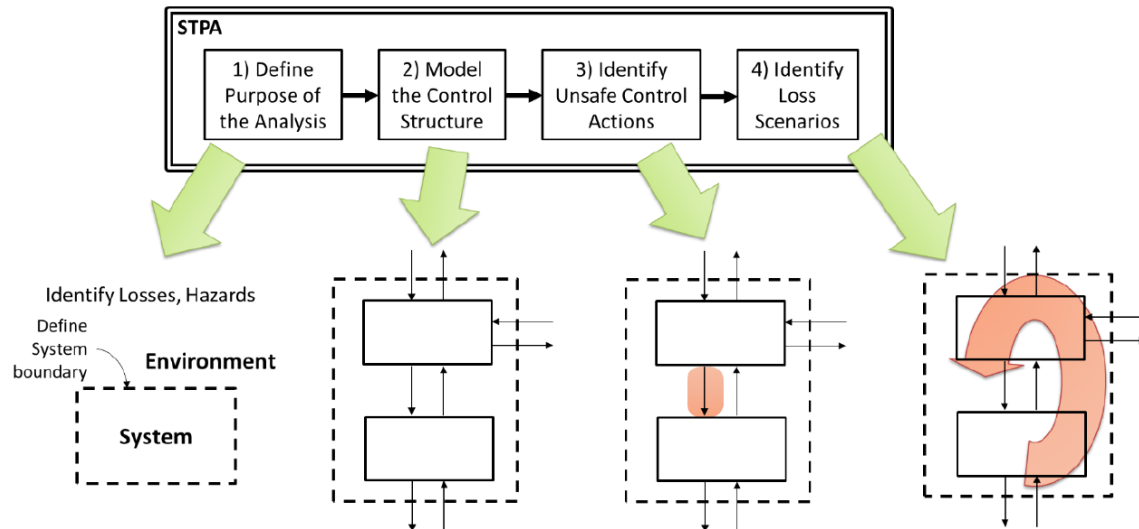 STPA
1) Define
Purpose of
the Analysis
2) Model
the Control
Structure
3) Identify
Unsafe Control
Actions
4) Identify
Loss
Scenarios
Identify Losses, Hazards
Define
System
boundary
Environment
System